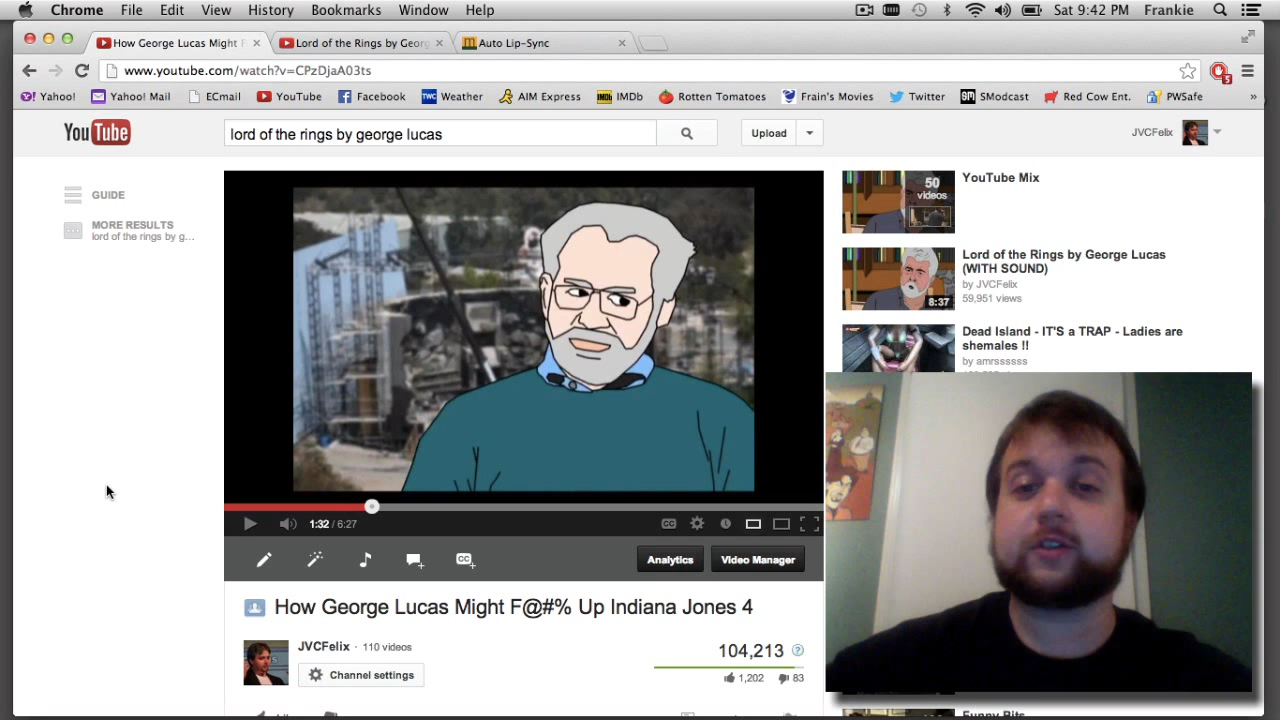 Chrome File Edit View History Bookmarks Window Help Sat 9:42 PM Frankie
How George Lucas Might F Lord of the Rings by Georg Auto Lip-Sync
www.youtube.com/watch?v=CPzDjaA03ts 5
Yahoo! Yahoo! Mail ECmail YouTube Facebook TWC Weather AIM Express IMDb Rotten Tomatoes Frain's Movies Twitter SM SModcast Red Cow Ent. PWSafe »
YouTube lord of the rings by george lucas Upload JVCFelix
GUIDE
MORE RESULTS
lord of the rings by g...
50
videos
YouTube Mix
Lord of the Rings by George Lucas
(WITH SOUND)
by JVCFelix
59,951 views
8:37
Dead Island - IT'S a TRAP - Ladies are
shemales !!
by amrssssss
1:32 / 6:27 CC
CC Analytics Video Manager
How George Lucas Might F@#% Up Indiana Jones 4
JVCFelix · 110 videos
Channel settings
104,213 ?
1,202 83